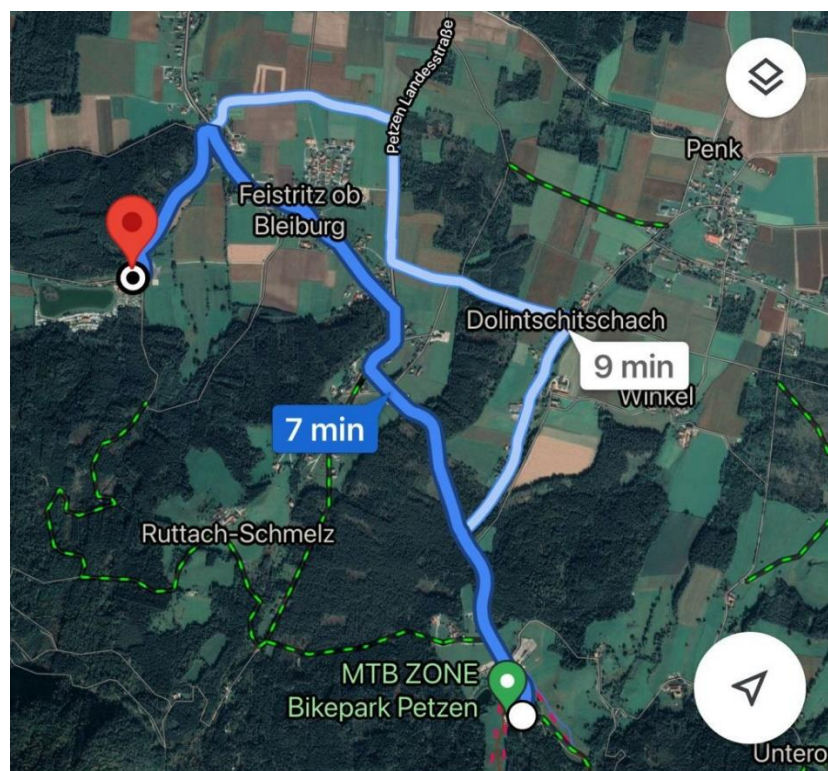 Petzen Landesstraße
Penk
Feistritz ob
Bleiburg
Dolintschitschach
9 min
Winkel
7 min
Ruttach-Schmelz
MTB ZONE
Bikepark Petzen
Untero